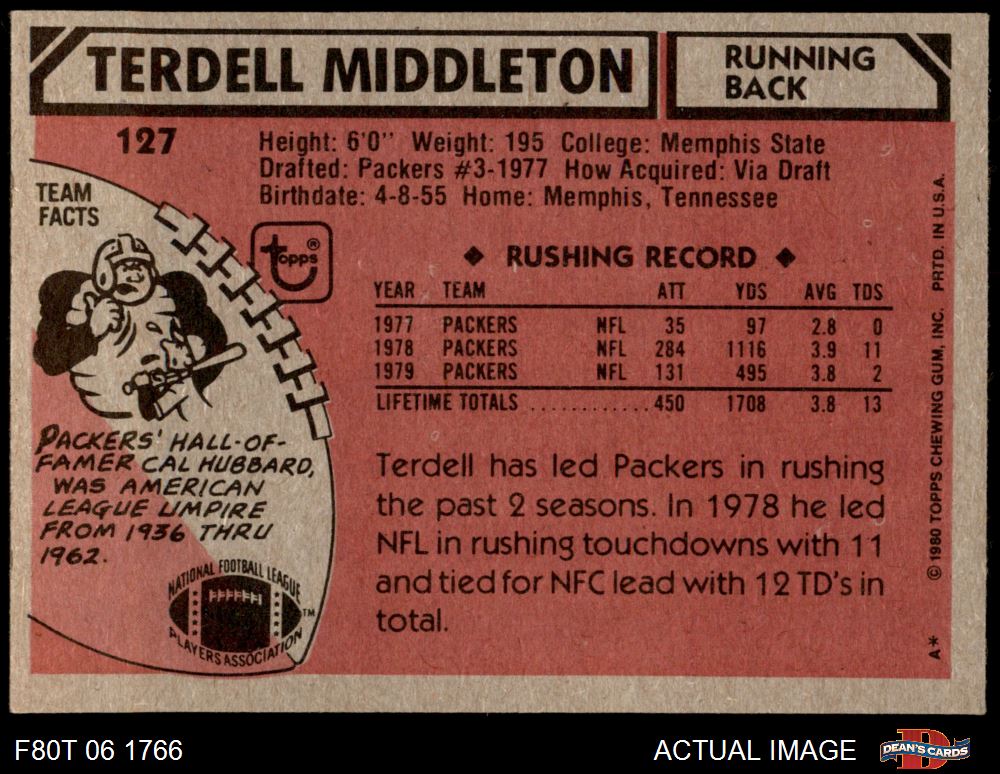 TERDELL MIDDLETON
RUNNING
BACK
127
Height: 6'0" Weight: 195 College: Memphis State
Drafted: Packers #3-1977 How Acquired: Via Draft
Birthdate: 4-8-55 Home: Memphis, Tennessee
TEAM
FACTS
topps®
◆ RUSHING RECORD ◆
YEAR TEAM ATT YDS AVG TDS
1977 PACKERS NFL 35 97 2.8 0
1978 PACKERS NFL 284 1116 3.9 11
1979 PACKERS NFL 131 495 3.8 2
LIFETIME TOTALS ............ 450 1708 3.8 13
PACKERS' HALL-OF-
FAMER CAL HUBBARD,
WAS AMERICAN
LEAGUE UMPIRE
FROM 1936 THRU
1962.
Terdell has led Packers in rushing
the past 2 seasons. In 1978 he led
NFL in rushing touchdowns with 11
and tied for NFC lead with 12 TD's in
total.
NATIONAL FOOTBALL LEAGUE
PLAYERS ASSOCIATION
TM
A* © 1980 TOPPS CHEWING GUM, INC. PRTD. IN U.S.A.
F80T 06 1766
ACTUAL IMAGE
DEAN'S CARDS